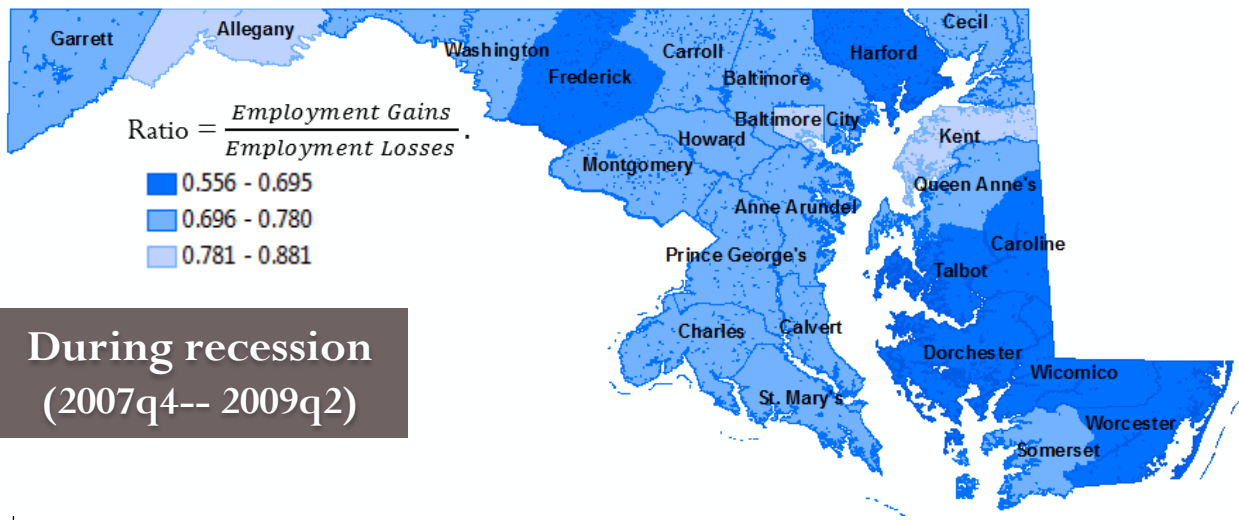 Garrett
Allegany
Washington
Frederick
Carroll
Baltimore
Harford
Cecil
Ratio = Employment Gains / Employment Losses .
0.556 - 0.695
0.696 - 0.780
0.781 - 0.881
Baltimore City
Howard
Montgomery
Kent
Queen Anne's
Anne Arundel
Prince George's
Caroline
Talbot
Charles
Calvert
St. Mary's
Dorchester
Wicomico
Worcester
Somerset
During recession
(2007q4-- 2009q2)